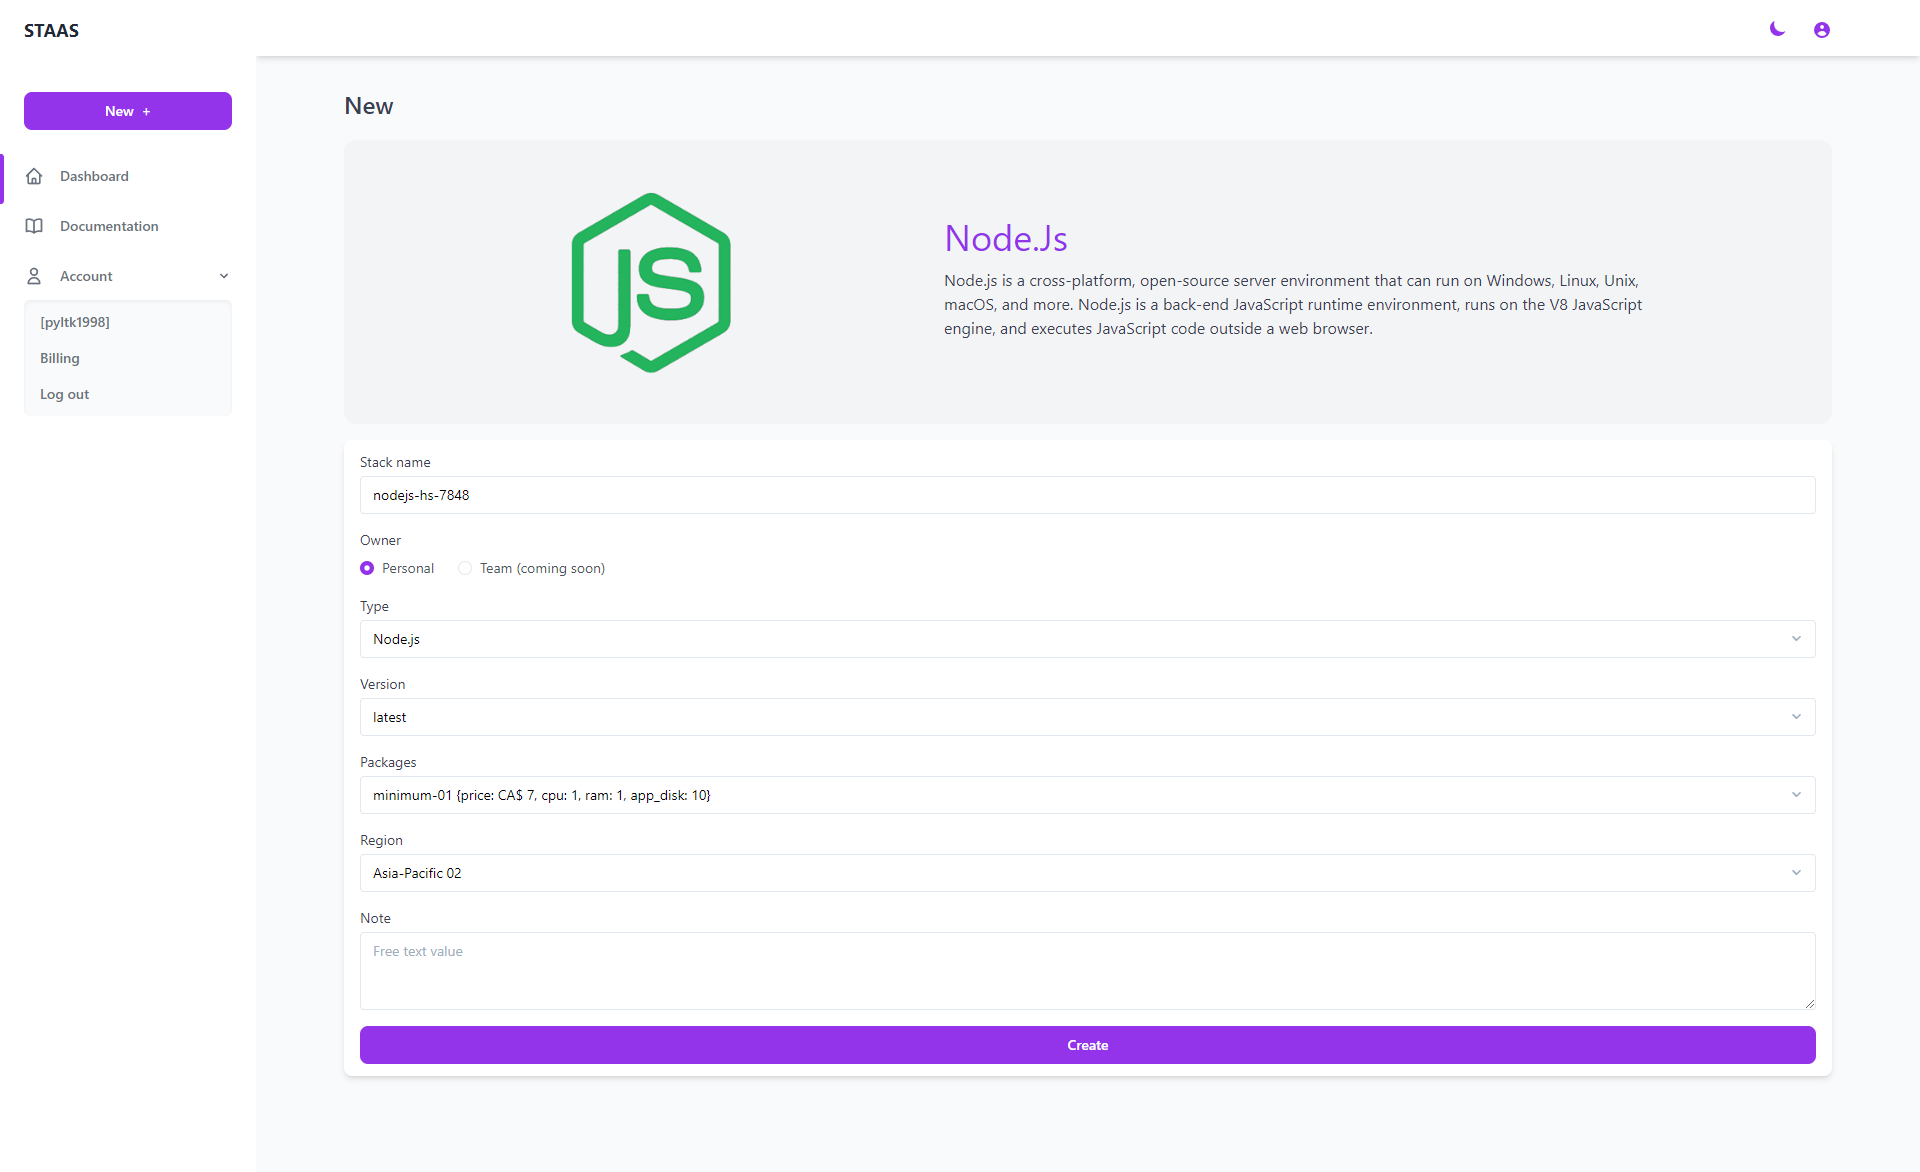 STAAS
New +
Dashboard
Documentation
Account
[pyltk1998]
Billing
Log out
New
JS
Node.Js
Node.js is a cross-platform, open-source server environment that can run on Windows, Linux, Unix,
macOS, and more. Node.js is a back-end JavaScript runtime environment, runs on the V8 JavaScript
engine, and executes JavaScript code outside a web browser.
Stack name
nodejs-hs-7848
Owner
Personal
Team (coming soon)
Type
Node.js
Version
latest
Packages
minimum-01 {price: CA$ 7, cpu: 1, ram: 1, app_disk: 10}
Region
Asia-Pacific 02
Note
Free text value
Create